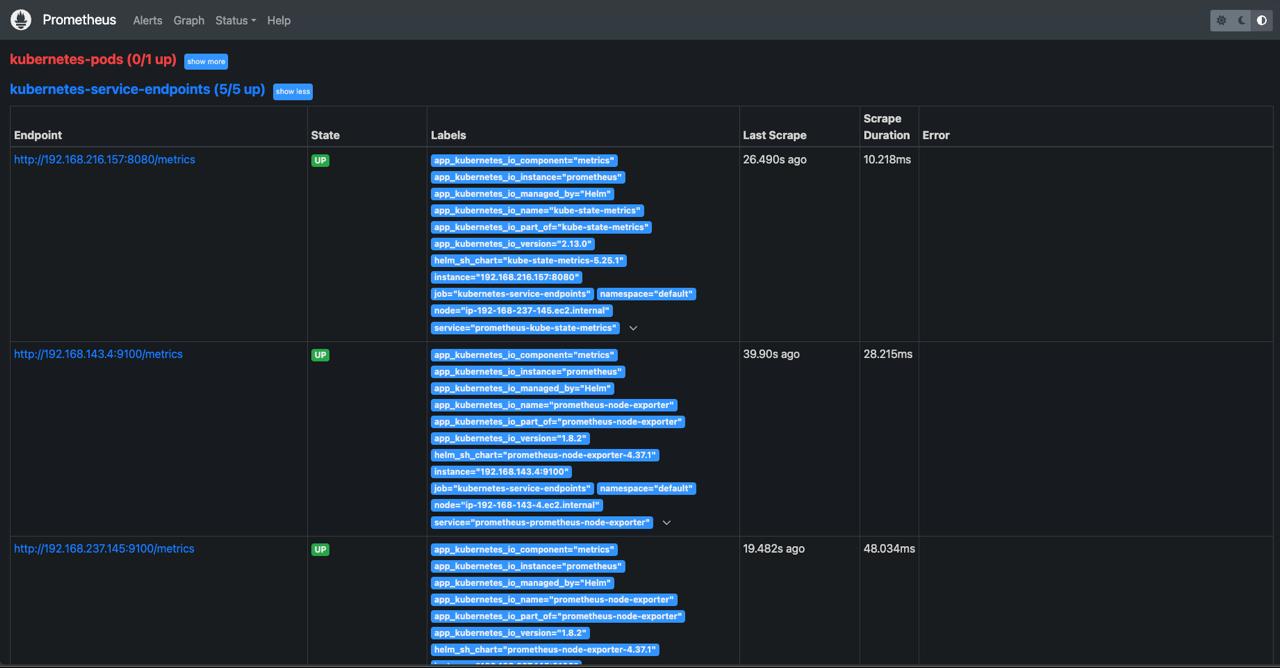 Prometheus Alerts Graph Status Help
kubernetes-pods (0/1 up) show more
kubernetes-service-endpoints (5/5 up) show less
Endpoint State Labels Last Scrape Scrape Duration Error
http://192.168.216.157:8080/metrics UP app_kubernetes_io_component="metrics" 26.490s ago 10.218ms
app_kubernetes_io_instance="prometheus"
app_kubernetes_io_managed_by="Helm"
app_kubernetes_io_name="kube-state-metrics"
app_kubernetes_io_part_of="kube-state-metrics"
app_kubernetes_io_version="2.13.0"
helm_sh_chart="kube-state-metrics-5.25.1"
instance="192.168.216.157:8080"
job="kubernetes-service-endpoints" namespace="default"
node="ip-192-168-237-145.ec2.internal"
service="prometheus-kube-state-metrics"
http://192.168.143.4:9100/metrics UP app_kubernetes_io_component="metrics" 39.90s ago 28.215ms
app_kubernetes_io_instance="prometheus"
app_kubernetes_io_managed_by="Helm"
app_kubernetes_io_name="prometheus-node-exporter"
app_kubernetes_io_part_of="prometheus-node-exporter"
app_kubernetes_io_version="1.8.2"
helm_sh_chart="prometheus-node-exporter-4.37.1"
instance="192.168.143.4:9100"
job="kubernetes-service-endpoints" namespace="default"
node="ip-192-168-143-4.ec2.internal"
service="prometheus-prometheus-node-exporter"
http://192.168.237.145:9100/metrics UP app_kubernetes_io_component="metrics" 19.482s ago 48.034ms
app_kubernetes_io_instance="prometheus"
app_kubernetes_io_managed_by="Helm"
app_kubernetes_io_name="prometheus-node-exporter"
app_kubernetes_io_part_of="prometheus-node-exporter"
app_kubernetes_io_version="1.8.2"
helm_sh_chart="prometheus-node-exporter-4.37.1"